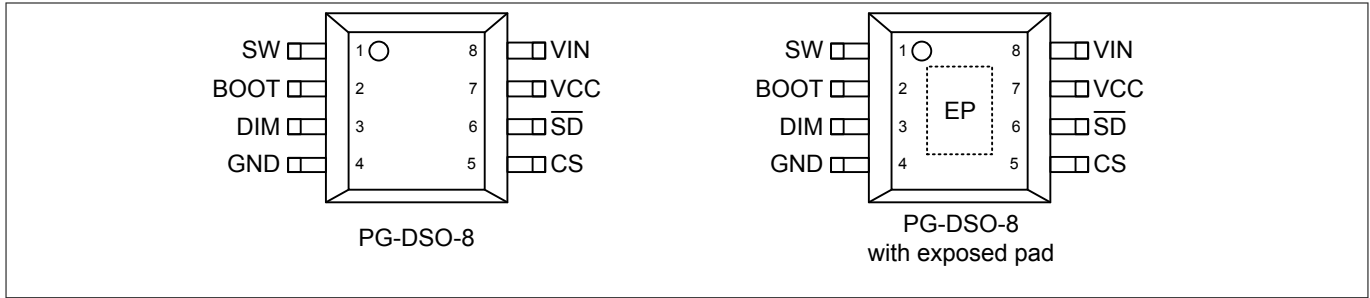 SW 1 8 VIN
BOOT 2 7 VCC
DIM 3 6 S̅D̅
GND 4 5 CS
PG-DSO-8
SW 1 8 VIN
BOOT 2 7 VCC
EP
DIM 3 6 S̅D̅
GND 4 5 CS
PG-DSO-8
with exposed pad